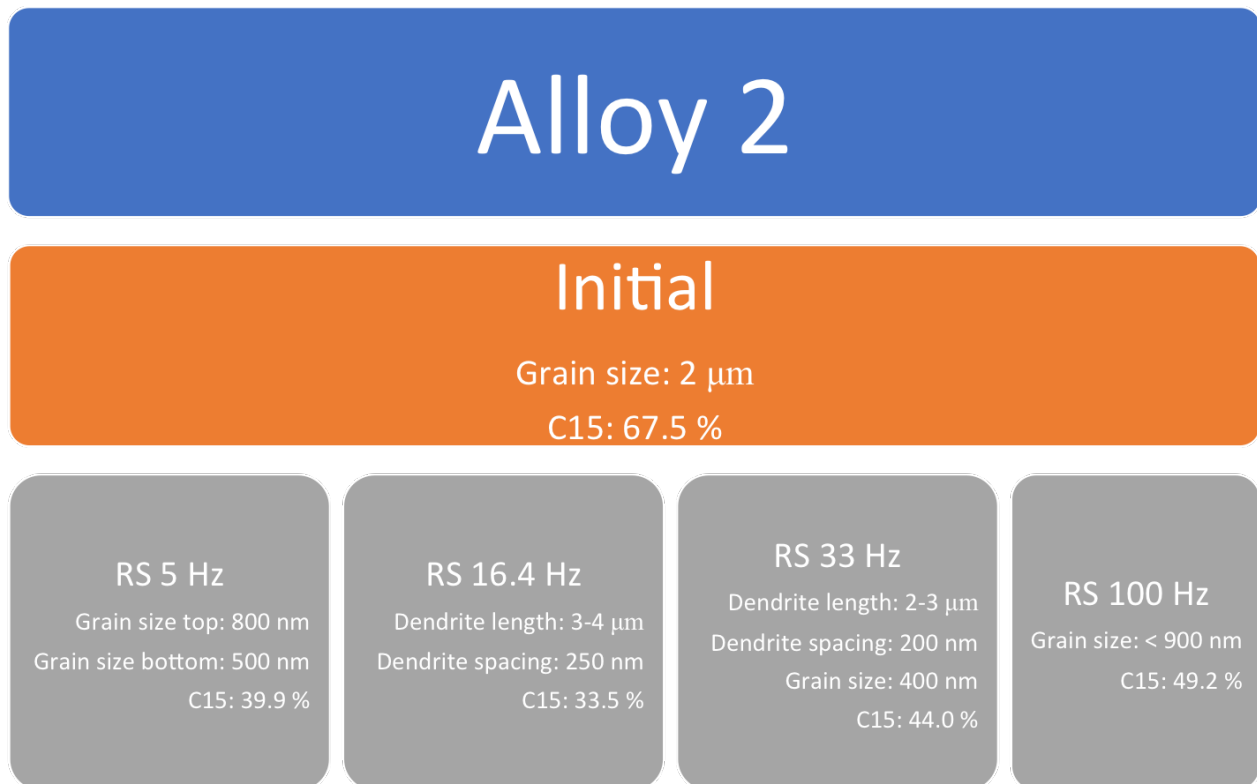 Alloy 2
Initial
Grain size: 2 μm
C15: 67.5 %
RS 5 Hz
Grain size top: 800 nm
Grain size bottom: 500 nm
C15: 39.9 %
RS 16.4 Hz
Dendrite length: 3-4 μm
Dendrite spacing: 250 nm
C15: 33.5 %
RS 33 Hz
Dendrite length: 2-3 μm
Dendrite spacing: 200 nm
Grain size: 400 nm
C15: 44.0 %
RS 100 Hz
Grain size: < 900 nm
C15: 49.2 %